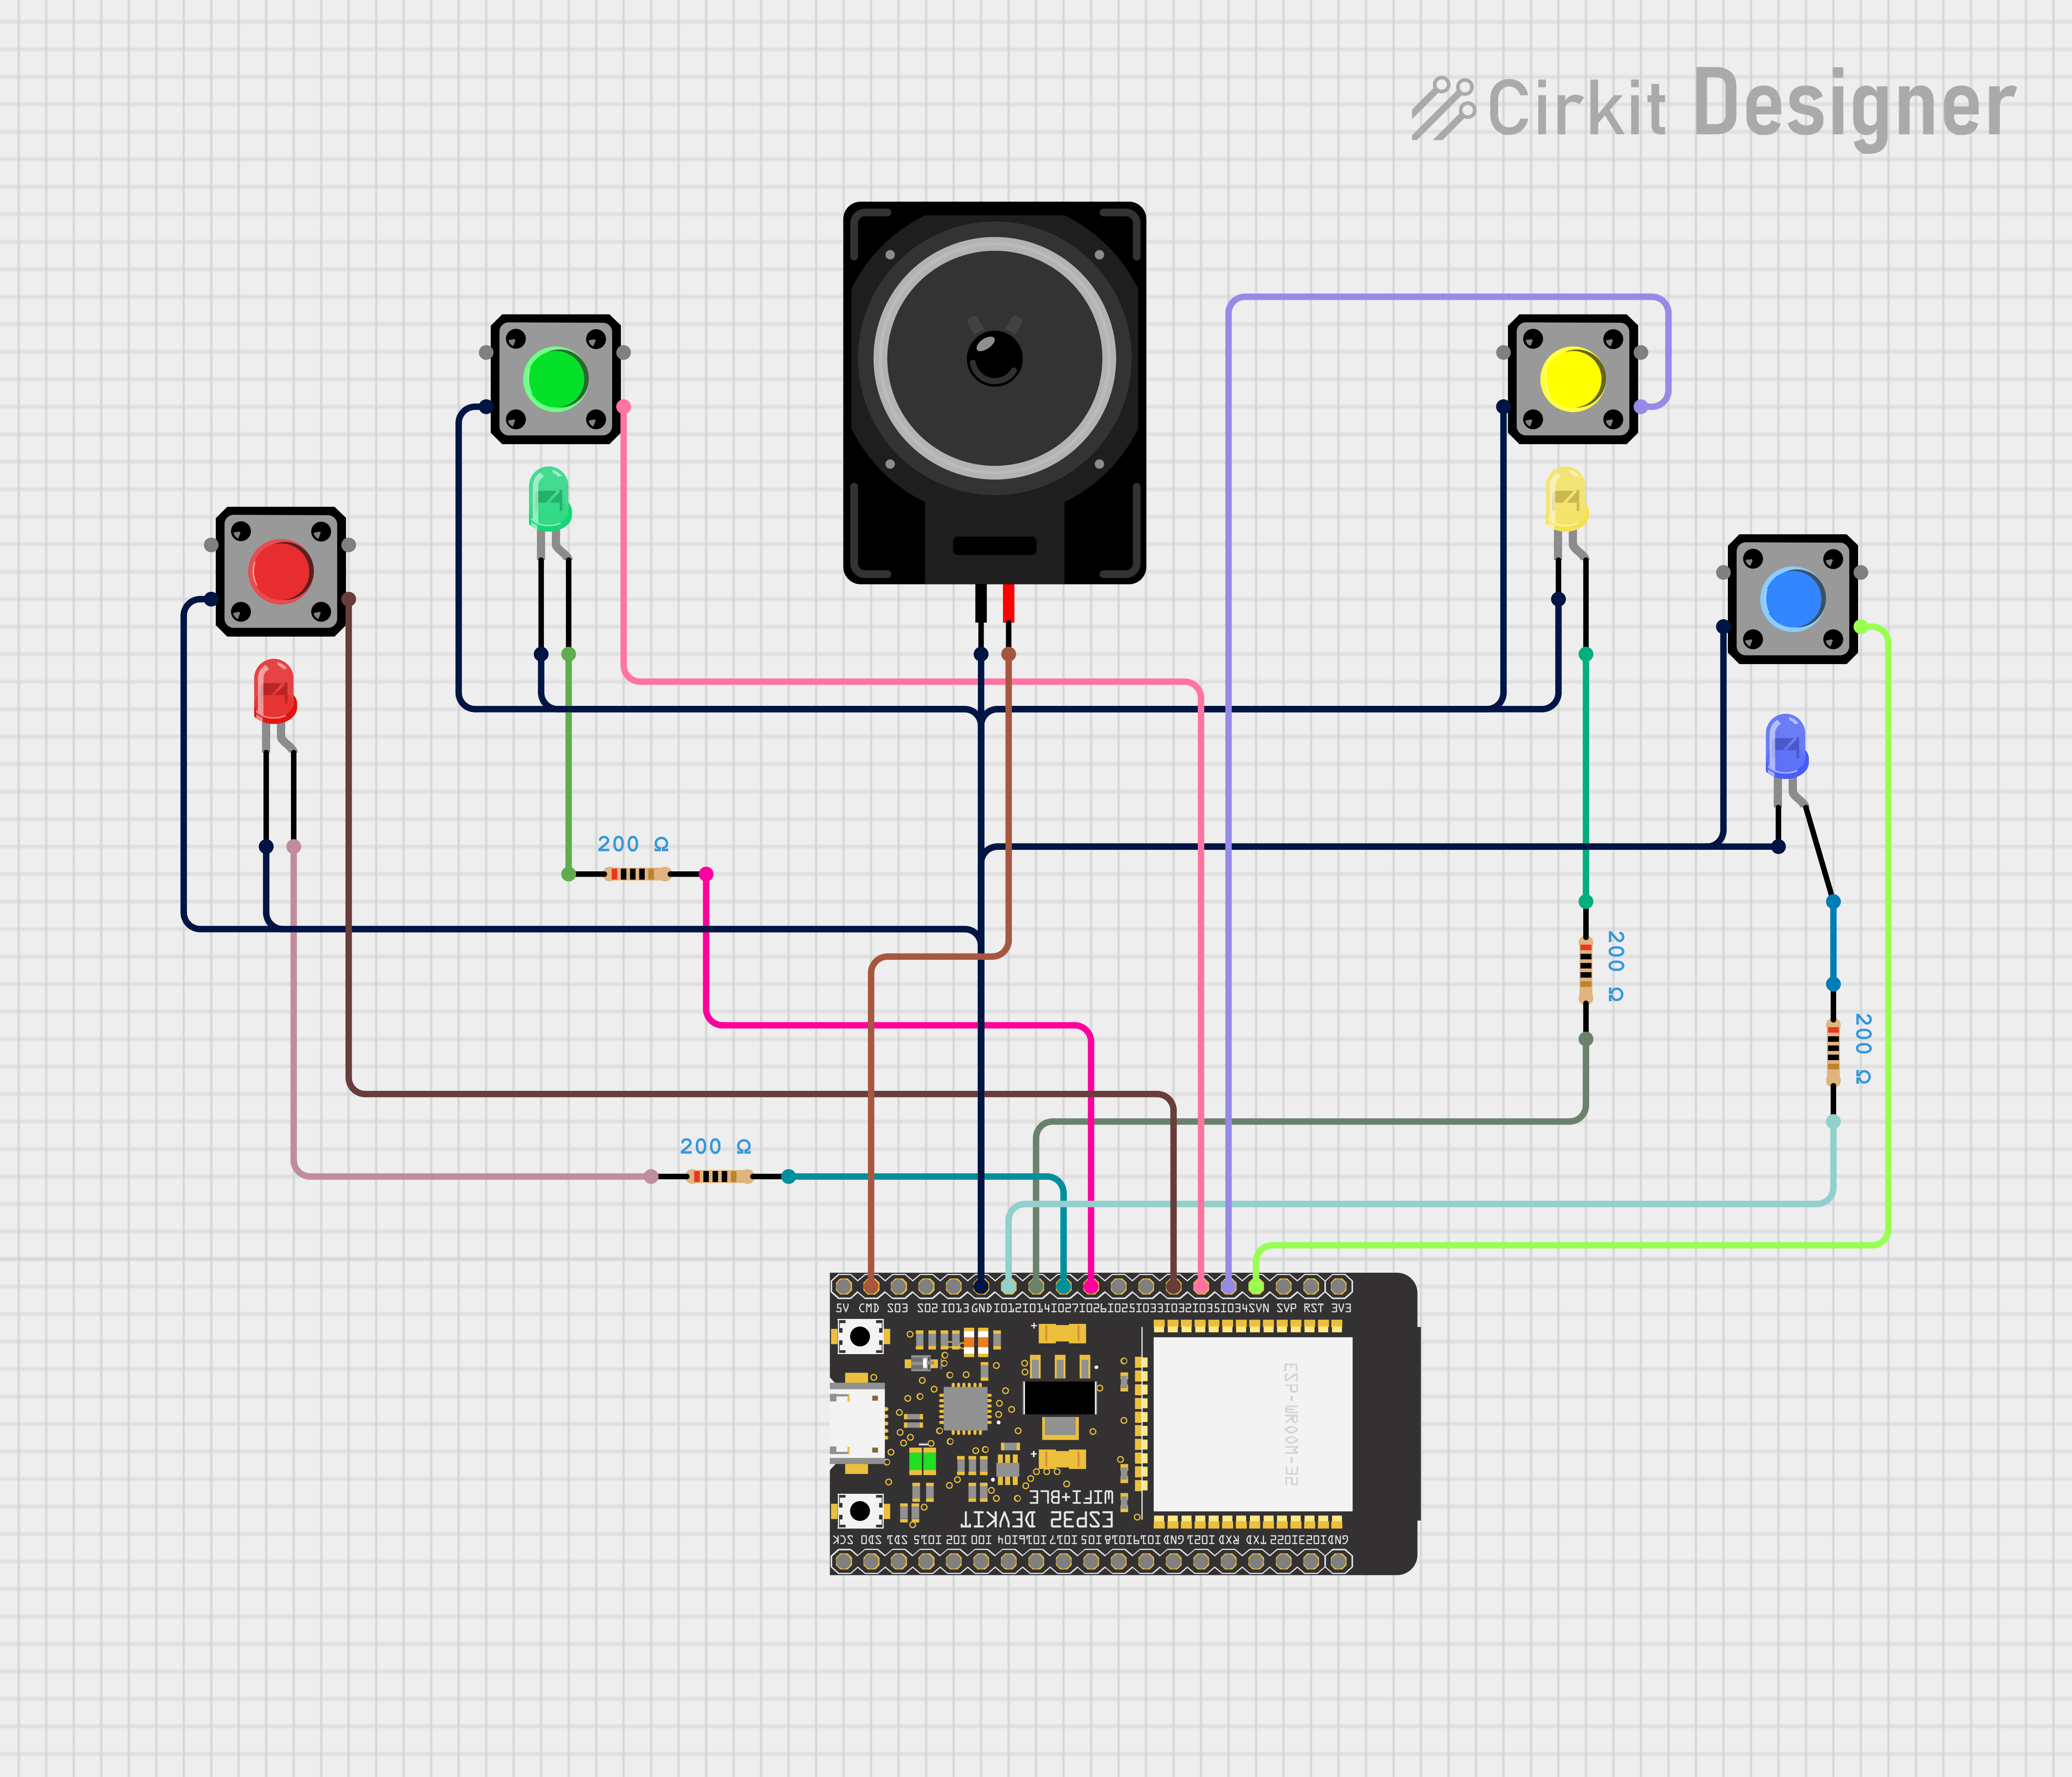 Cirkit Designer
200 Ω
200 Ω
200 Ω
200 Ω
5V CMD SD3 SD2 IO13 GND IO12 IO14 IO27 IO26 IO25 IO33 IO32 IO35 IO34 SVN SVP RST 3V3
+
ESP-WROOM-32
+
WIFI+BLE
ESP32 DEVKIT
SCK SD0 SD1 IO15 IO2 IO0 IO4 IO16 IO17 IO5 IO18 IO19 GND IO21 RXD TXD IO22 IO23 GND